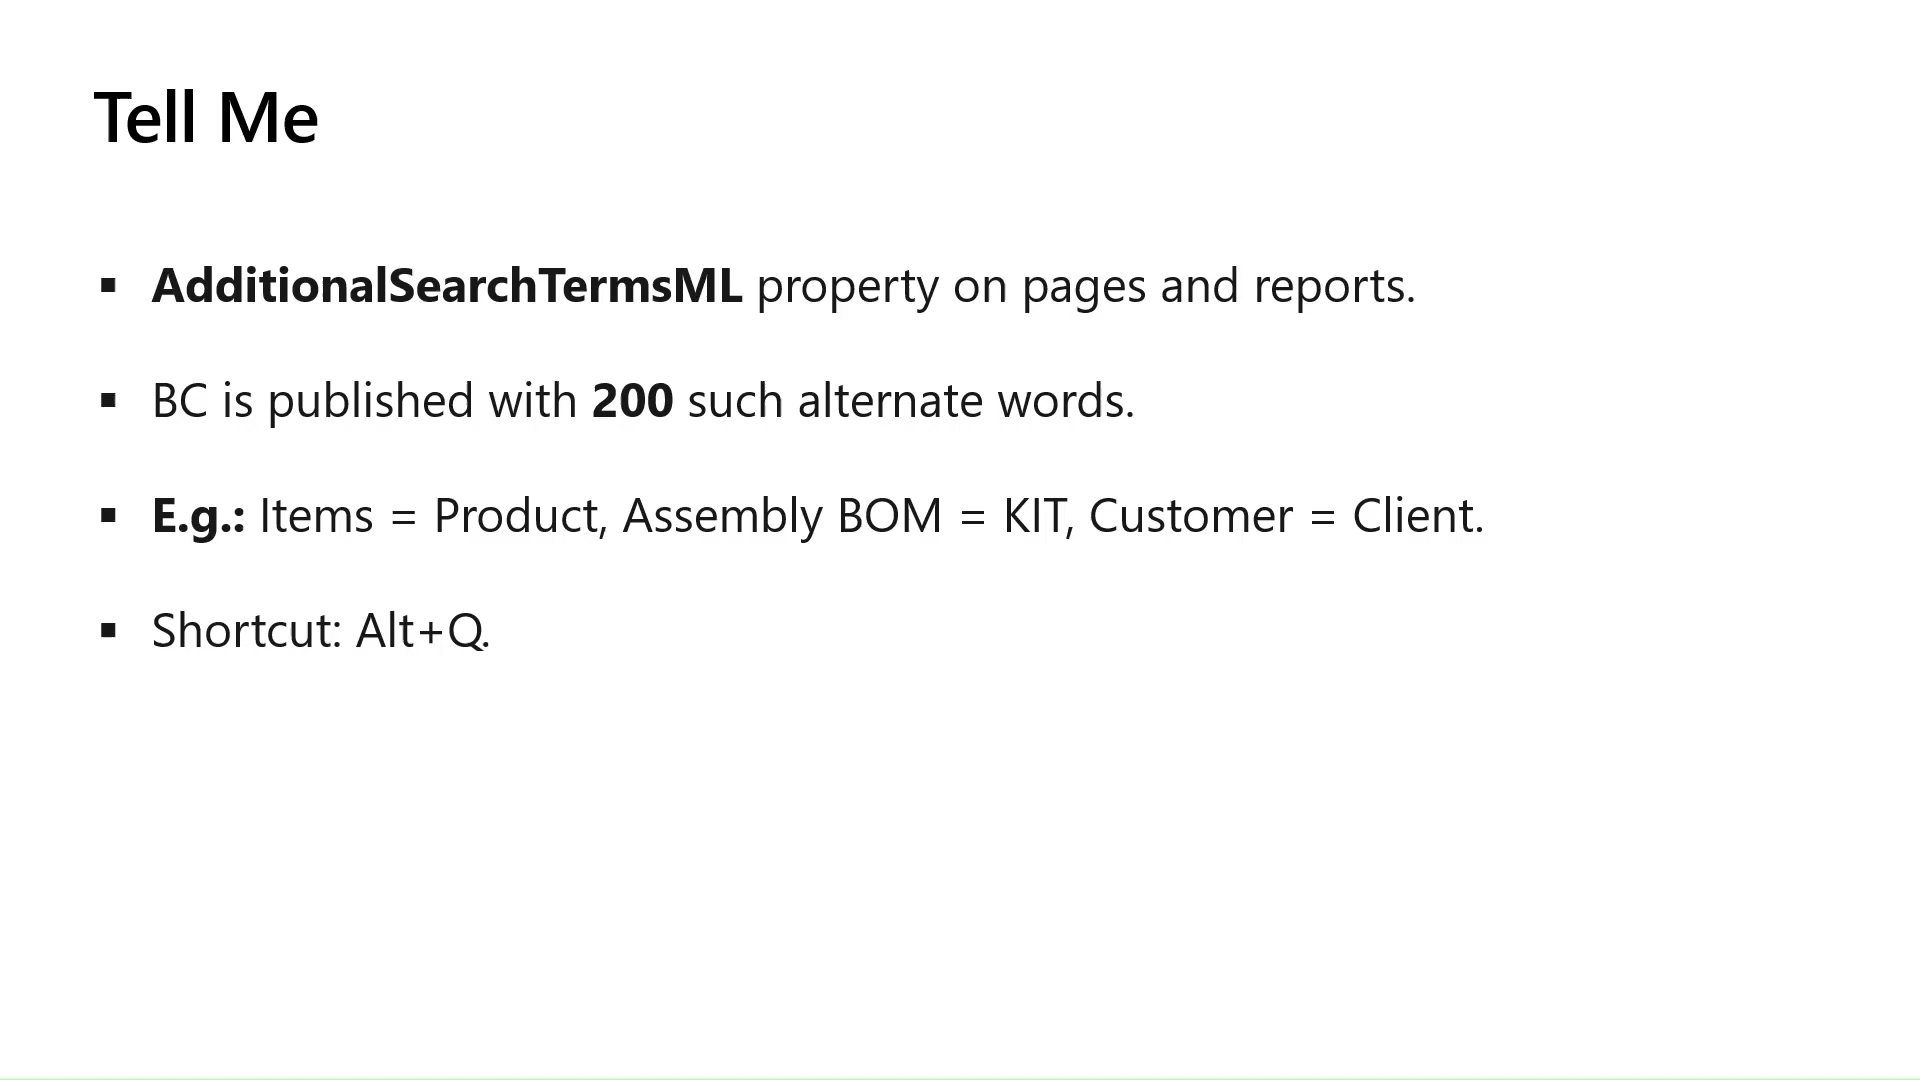 Tell Me
▪ AdditionalSearchTermsML property on pages and reports.
▪ BC is published with 200 such alternate words.
▪ E.g.: Items = Product, Assembly BOM = KIT, Customer = Client.
▪ Shortcut: Alt+Q.